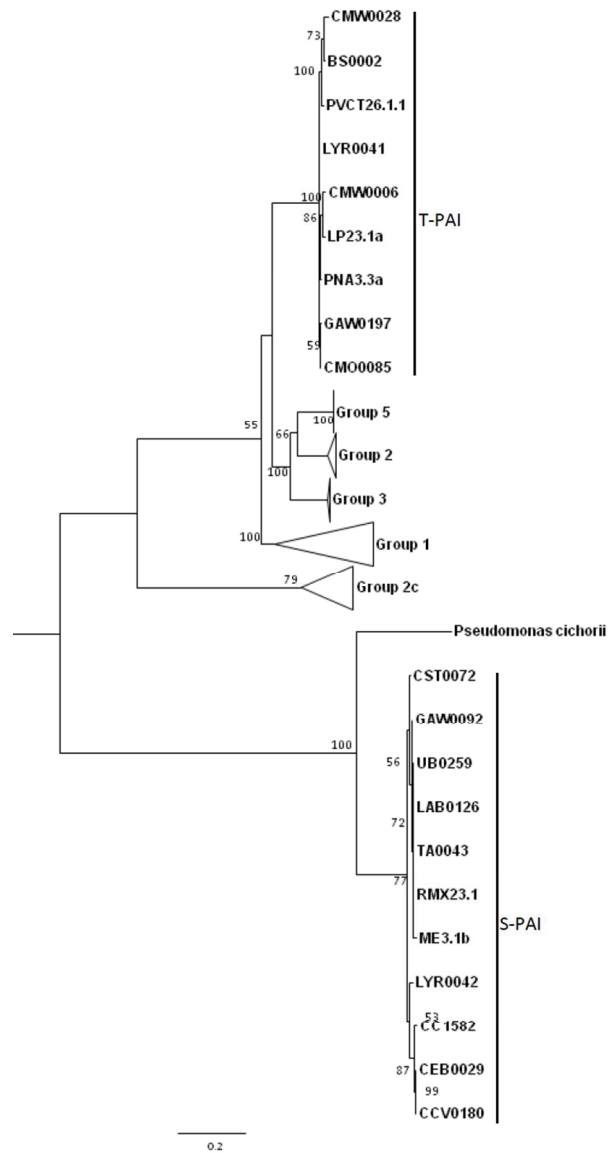 CMW0028
73
BS0002
100
PVCT26.1.1
LYR0041
100
CMW0006
86
T-PAI
LP23.1a
PNA3.3a
GAW0197
59
CMO0085
Group 5
100
55
66
Group 2
100
Group 3
100
Group 1
79
Group 2c
Pseudomonas cichorii
CST0072
GAW0092
100
56
UB0259
LAB0126
72
TA0043
77
RMX23.1
S-PAI
ME3.1b
LYR0042
53
CC1582
87
CEB0029
99
CCV0180
0.2